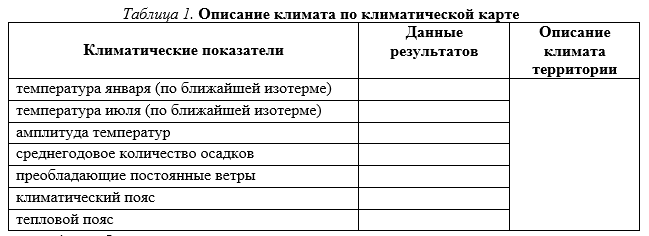 Таблица 1. Описание климата по климатической карте
Климатические показатели
Данные
результатов
Описание
климата
территории
температура января (по ближайшей изотерме)
температура июля (по ближайшей изотерме)
амплитуда температур
среднегодовое количество осадков
преобладающие постоянные ветры
климатический пояс
тепловой пояс